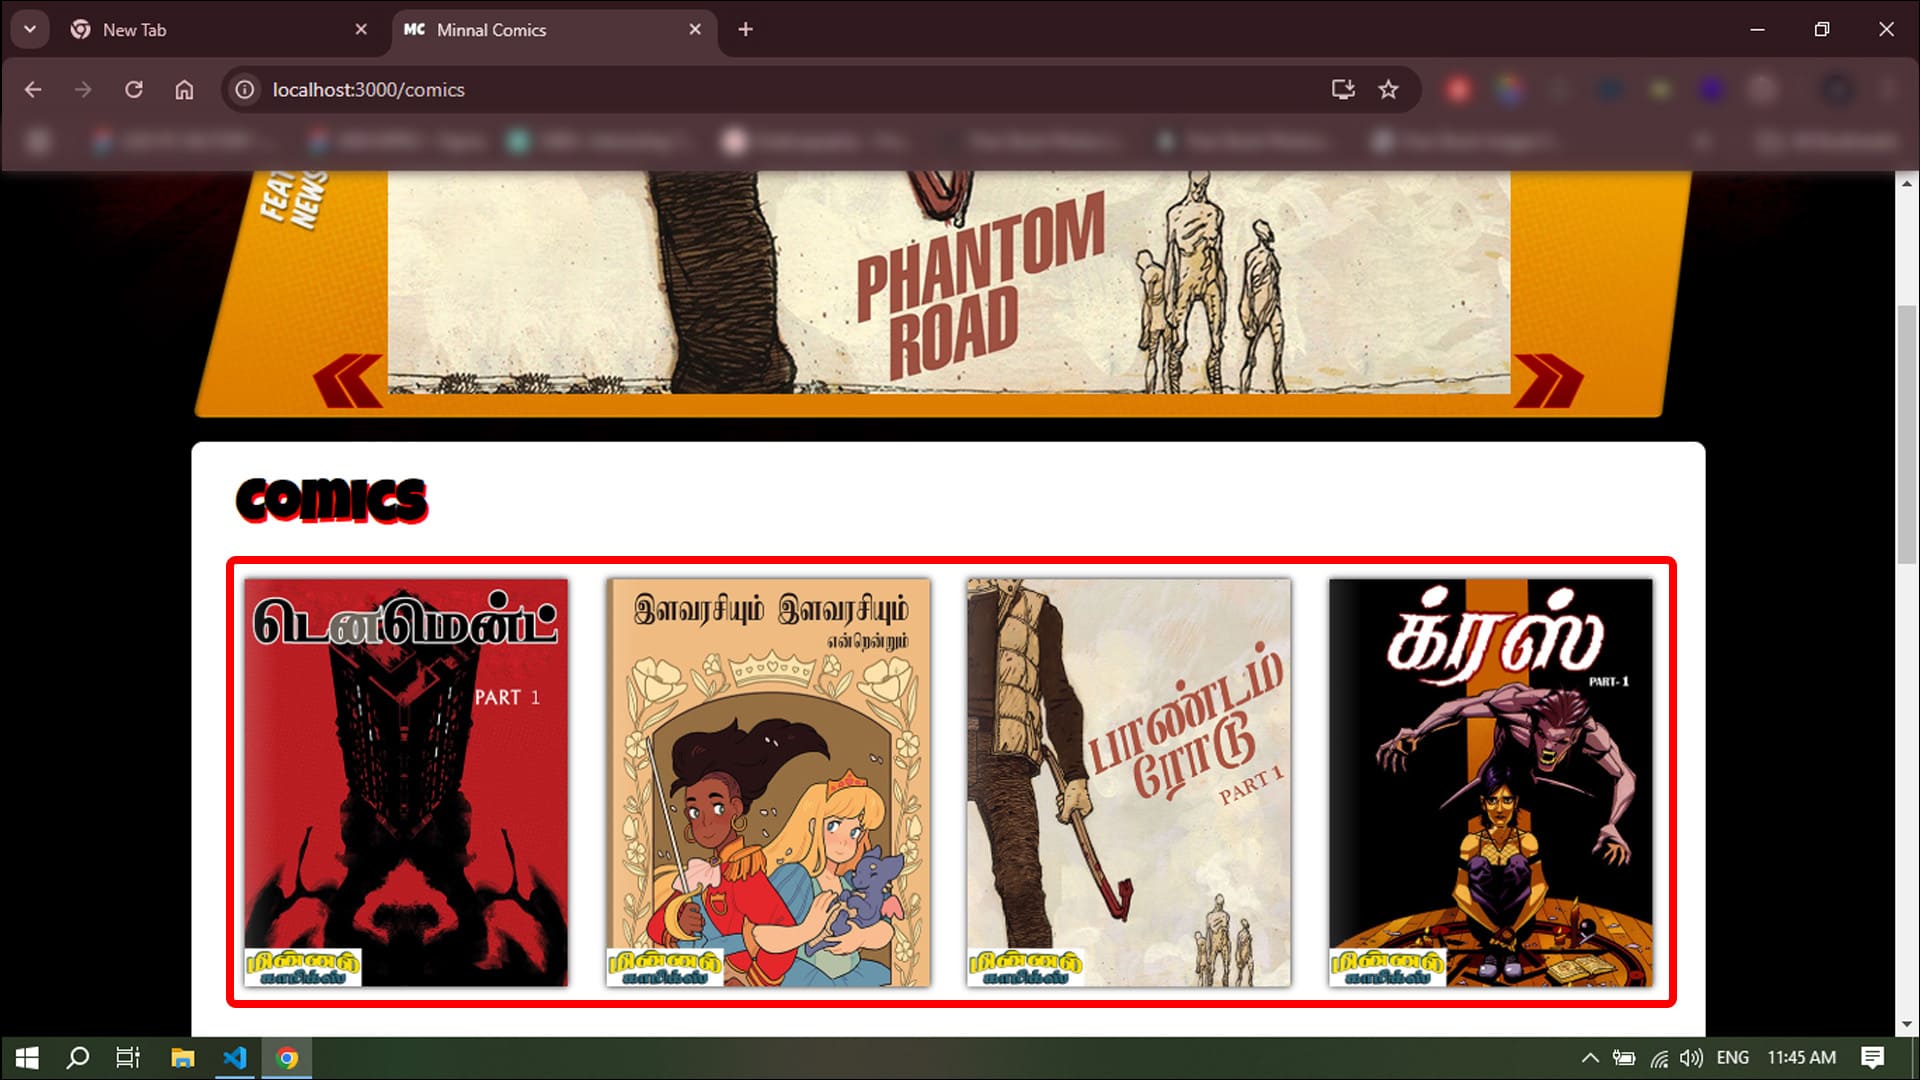 New Tab
MC Minnal Comics
localhost:3000/comics
NEWS
PHANTOM
ROAD
COMICS
டெனமென்ட்
PART 1
மின்னல்
காமிக்ஸ்
இளவரசியும் இளவரசியும்
என்றென்றும்
மின்னல்
காமிக்ஸ்
பாண்டம்
ரோடு
PART 1
மின்னல்
காமிக்ஸ்
க்ரஸ்
PART-1
மின்னல்
காமிக்ஸ்
ENG 11:45 AM